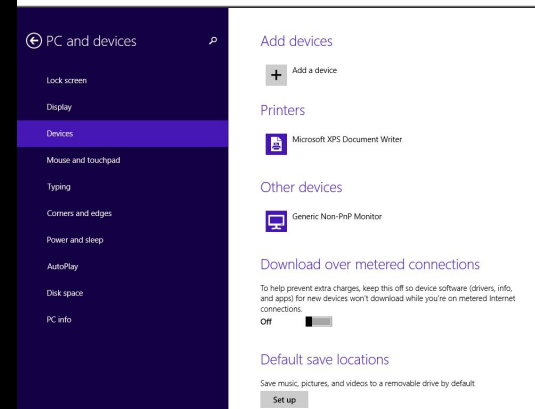 PC and devices
Lock screen
Display
Devices
Mouse and touchpad
Typing
Corners and edges
Power and sleep
AutoPlay
Disk space
PC info
Add devices
Add a device
Printers
Microsoft XPS Document Writer
Other devices
Generic Non-PnP Monitor
Download over metered connections
To help prevent extra charges, keep this off so device software (drivers, info,
and apps) for new devices won't download while you're on metered Internet
connections.
Off
Default save locations
Save music, pictures, and videos to a removable drive by default
Set up